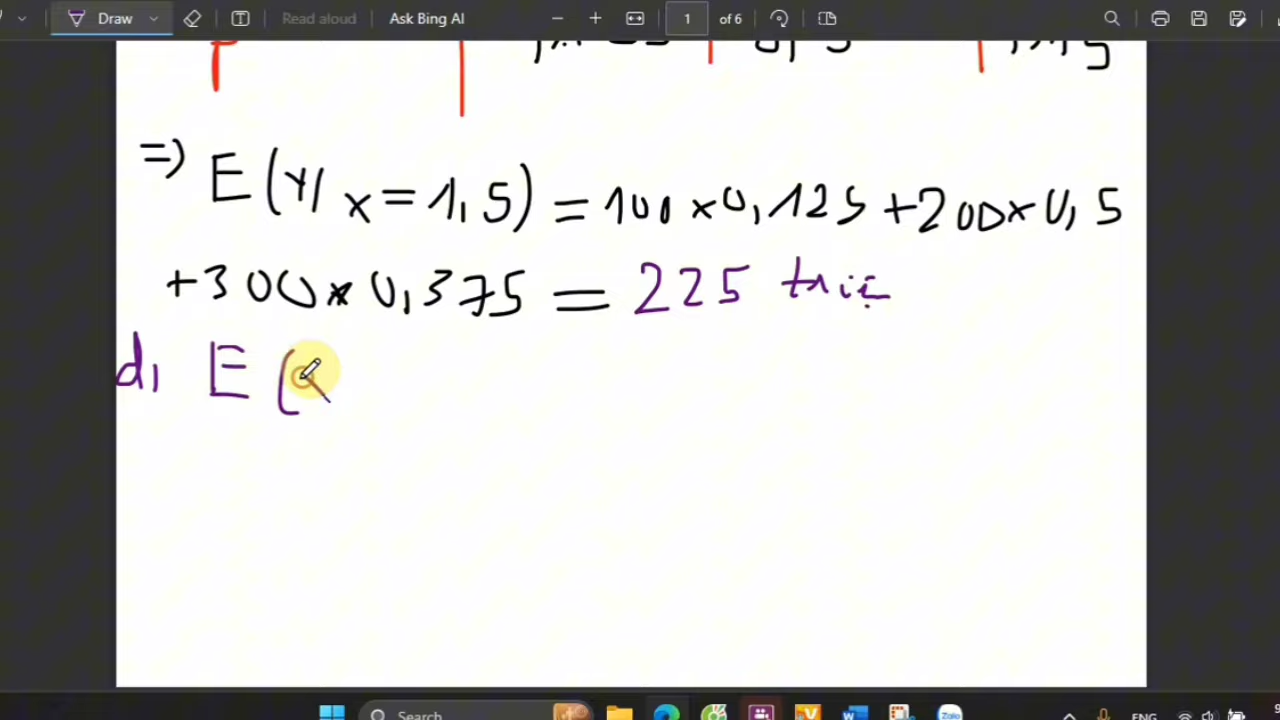 Draw
Read aloud
Ask Bing AI
1
of 6
=) E(Y| x = 1,5) = 100 x 0,125 + 200 x 0,5
+ 300 x 0,375 = 225
d, E (
Search
Zalo
ENG